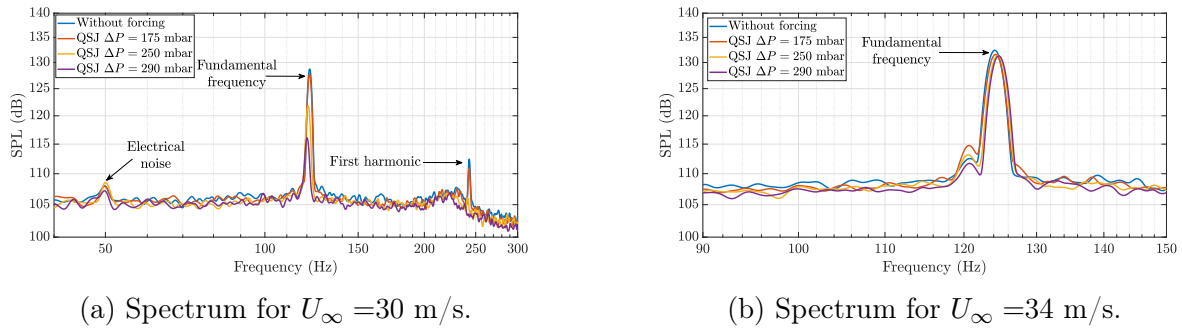 140
135
130
125
120
115
110
105
100
SPL (dB)
Without forcing
QSJ ΔP = 175 mbar
QSJ ΔP = 250 mbar
QSJ ΔP = 290 mbar
Fundamental
frequency
Electrical
noise
First harmonic
50 100 150 200 250 300
Frequency (Hz)
(a) Spectrum for U∞ =30 m/s.
140
135
130
125
120
115
110
105
100
SPL (dB)
Without forcing
QSJ ΔP = 175 mbar
QSJ ΔP = 250 mbar
QSJ ΔP = 290 mbar
Fundamental
frequency
90 100 110 120 130 140 150
Frequency (Hz)
(b) Spectrum for U∞ =34 m/s.